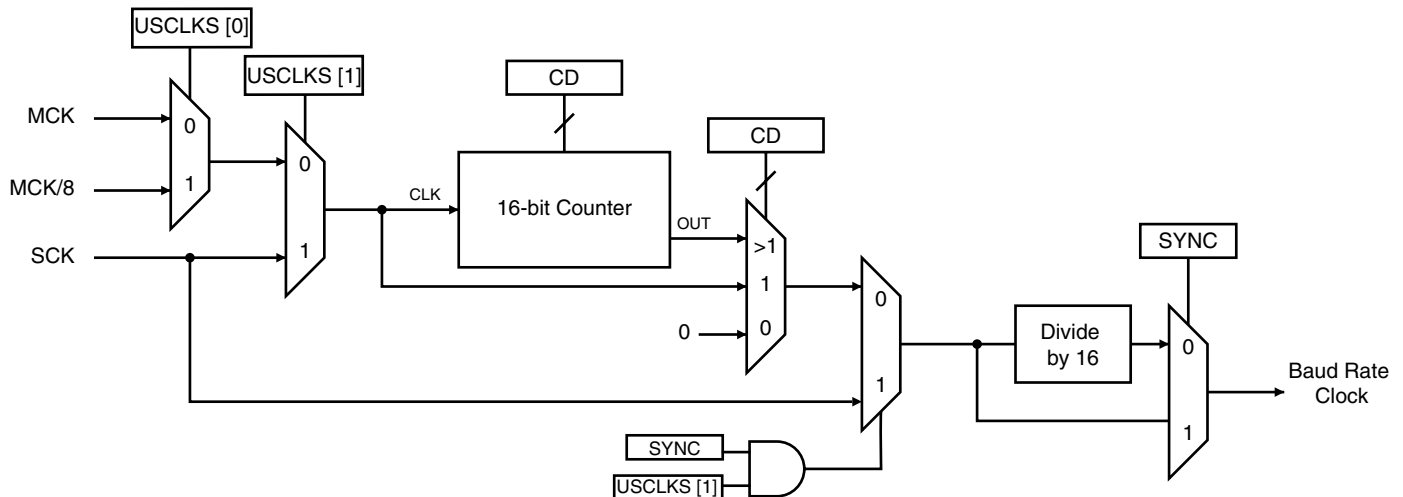 USCLKS [0]
USCLKS [1]
CD
CD
MCK
0
0
MCK/8
1
CLK
16-bit Counter
OUT
SCK
1
>1
SYNC
1
0
0
0
Divide
by 16
0
1
Baud Rate
Clock
1
SYNC
USCLKS [1]